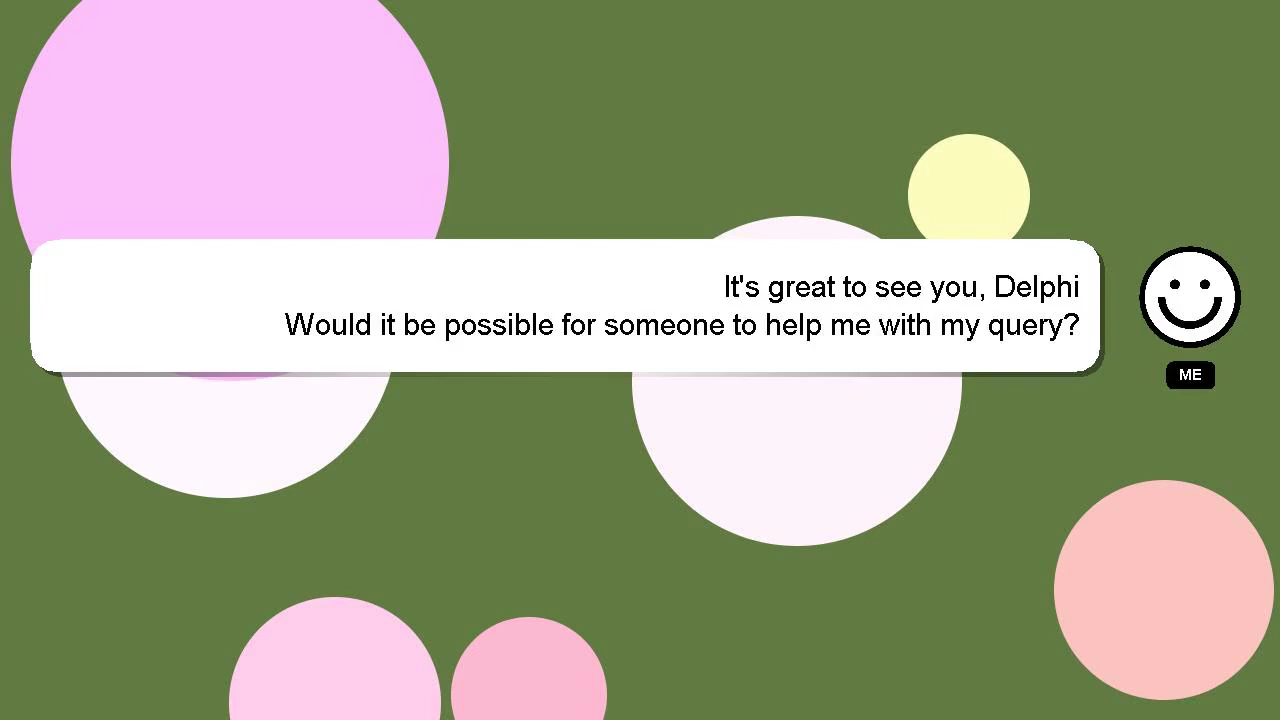 It's great to see you, Delphi
Would it be possible for someone to help me with my query?
ME